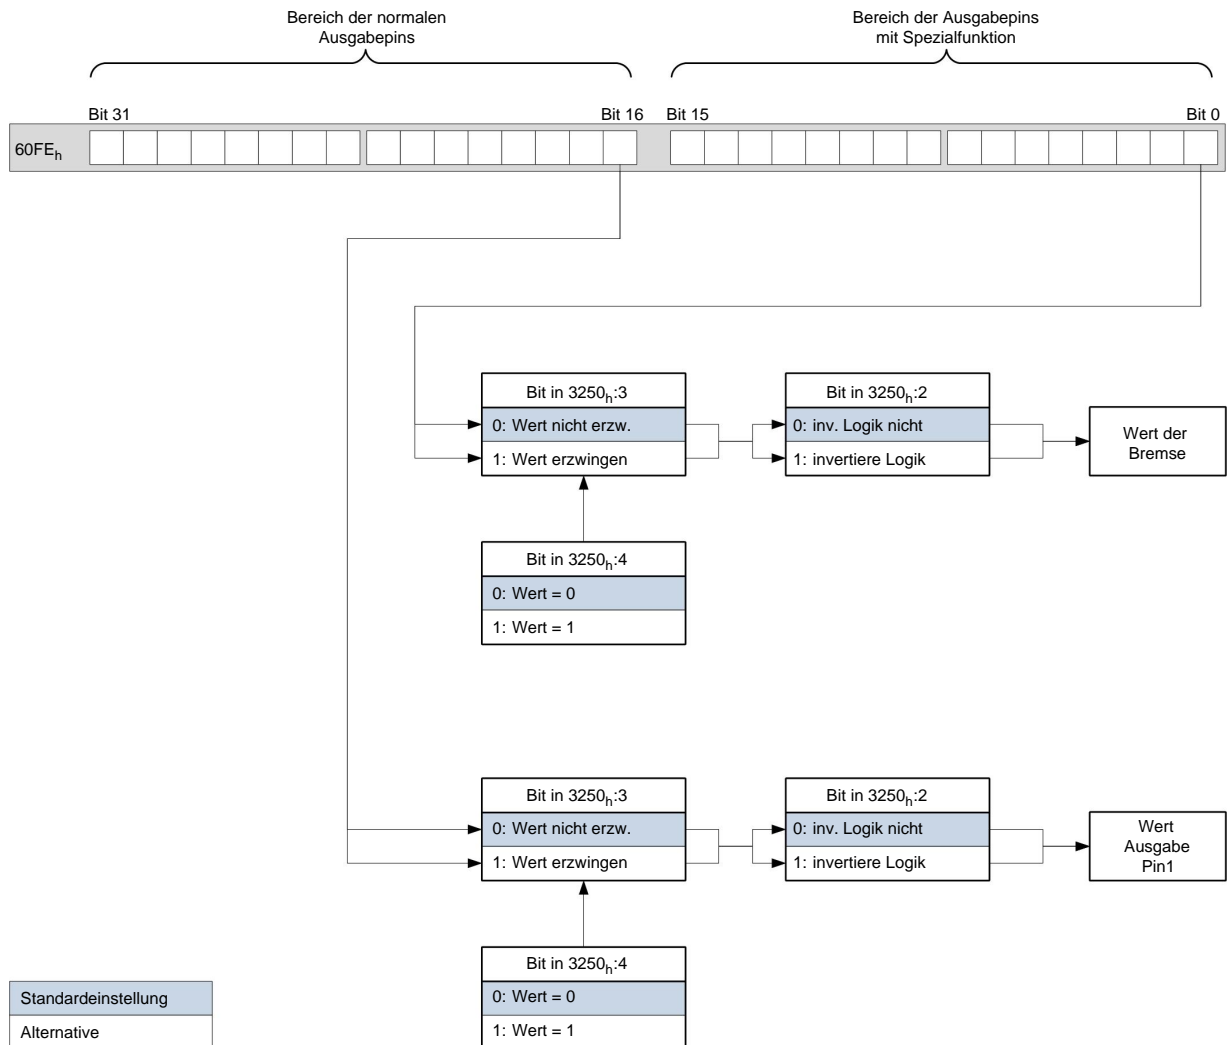 Bereich der normalen
Ausgabepins
Bereich der Ausgabepins
mit Spezialfunktion
Bit 31
Bit 16
Bit 15
Bit 0
60FEh
Bit in 3250h:3
0: Wert nicht erzw.
1: Wert erzwingen
Bit in 3250h:2
0: inv. Logik nicht
1: invertiere Logik
Wert der
Bremse
Bit in 3250h:4
0: Wert = 0
1: Wert = 1
Bit in 3250h:3
0: Wert nicht erzw.
1: Wert erzwingen
Bit in 3250h:2
0: inv. Logik nicht
1: invertiere Logik
Wert
Ausgabe
Pin1
Bit in 3250h:4
0: Wert = 0
1: Wert = 1
Standardeinstellung
Alternative